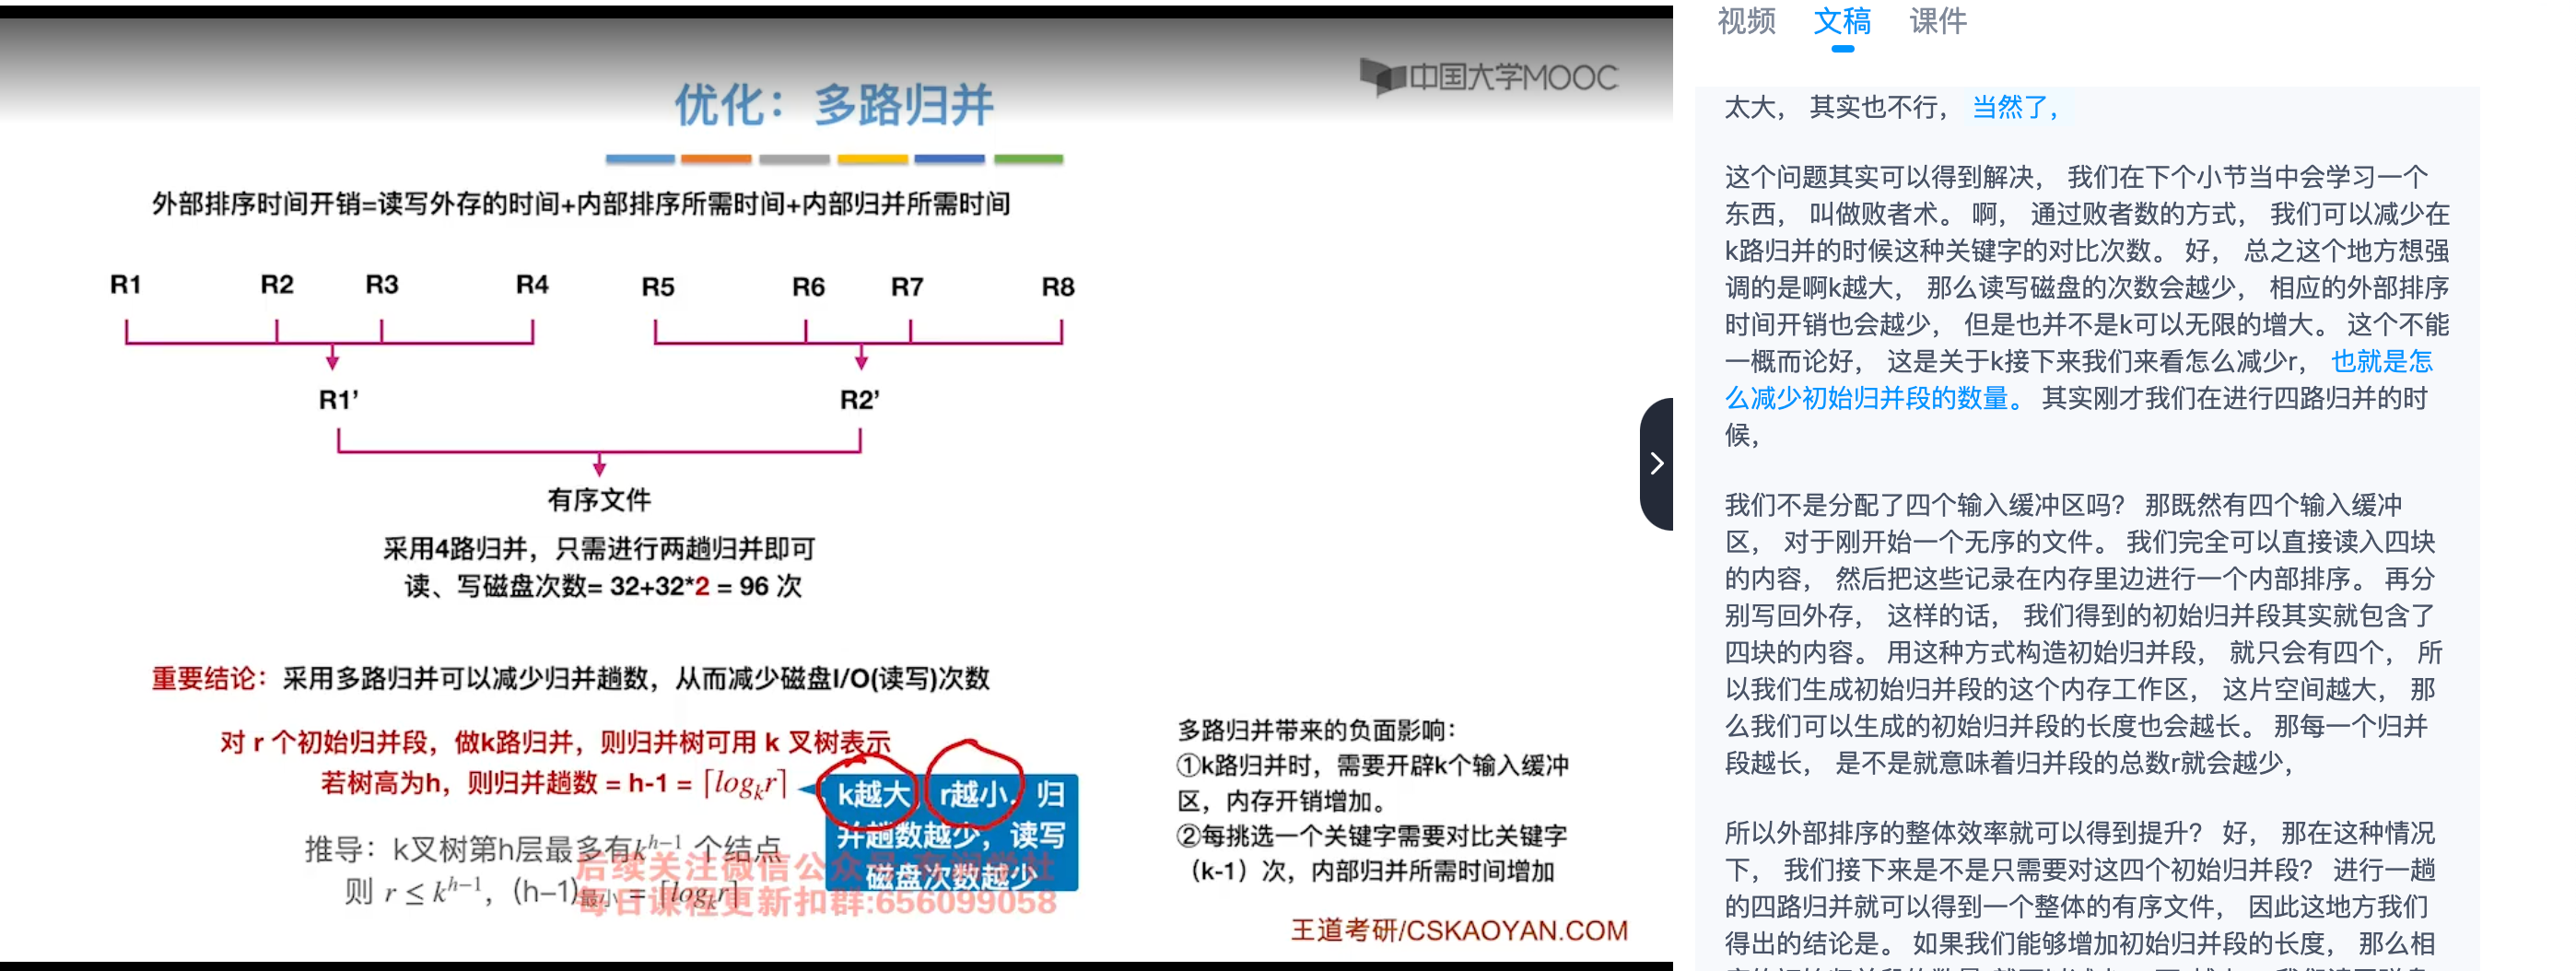 中国大学MOOC
优化：多路归并
外部排序时间开销=读写外存的时间+内部排序所需时间+内部归并所需时间
R1 R2 R3 R4 R5 R6 R7 R8
R1’ R2’
有序文件
采用4路归并，只需进行两趟归并即可
读、写磁盘次数= 32+32*2 = 96 次
重要结论：采用多路归并可以减少归并趟数，从而减少磁盘I/O(读写)次数
对 r 个初始归并段，做k路归并，则归并树可用 k 叉树表示
若树高为h，则归并趟数 = h-1 = ⌈logₖr⌉
k越大，r越小，归
并趟数越少，读写
磁盘次数越少
推导：k叉树第h层最多有kʰ⁻¹ 个结点
则 r ≤ kʰ⁻¹，(h−1)最小 = ⌈logₖr⌉
后续关注微信公众
每日课程更新扣群:656099058
多路归并带来的负面影响：
①k路归并时，需要开辟k个输入缓冲
区，内存开销增加。
②每挑选一个关键字需要对比关键字
（k-1）次，内部归并所需时间增加
王道考研/CSKAOYAN.COM
视频 文稿 课件
太大， 其实也不行， 当然了，
这个问题其实可以得到解决， 我们在下个小节当中会学习一个
东西， 叫做败者术。 啊， 通过败者数的方式， 我们可以减少在
k路归并的时候这种关键字的对比次数。 好， 总之这个地方想强
调的是啊k越大， 那么读写磁盘的次数会越少， 相应的外部排序
时间开销也会越少， 但是也并不是k可以无限的增大。 这个不能
一概而论好， 这是关于k接下来我们来看怎么减少r， 也就是怎
么减少初始归并段的数量。 其实刚才我们在进行四路归并的时
候，
我们不是分配了四个输入缓冲区吗？ 那既然有四个输入缓冲
区， 对于刚开始一个无序的文件。 我们完全可以直接读入四块
的内容， 然后把这些记录在内存里边进行一个内部排序。 再分
别写回外存， 这样的话， 我们得到的初始归并段其实就包含了
四块的内容。 用这种方式构造初始归并段， 就只会有四个， 所
以我们生成初始归并段的这个内存工作区， 这片空间越大， 那
么我们可以生成的初始归并段的长度也会越长。 那每一个归并
段越长， 是不是就意味着归并段的总数r就会越少，
所以外部排序的整体效率就可以得到提升？ 好， 那在这种情况
下， 我们接下来是不是只需要对这四个初始归并段？ 进行一趟
的四路归并就可以得到一个整体的有序文件， 因此这地方我们
得出的结论是。 如果我们能够增加初始归并段的长度， 那么相